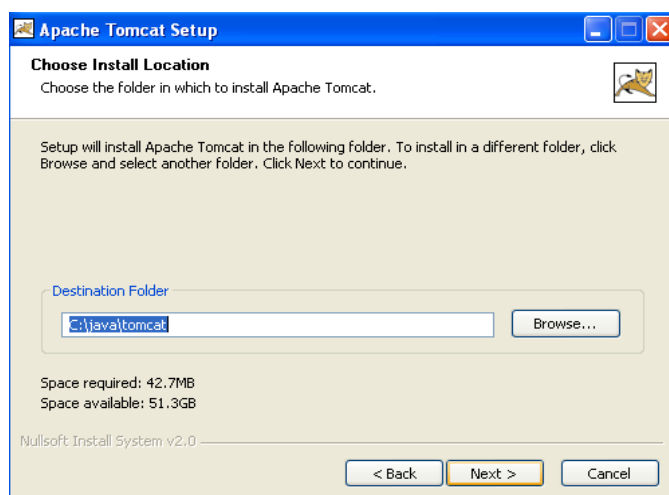 Apache Tomcat Setup
Choose Install Location
Choose the folder in which to install Apache Tomcat.
Setup will install Apache Tomcat in the following folder. To install in a different folder, click
Browse and select another folder. Click Next to continue.
Destination Folder
C:\java\tomcat
Browse...
Space required: 42.7MB
Space available: 51.3GB
Nullsoft Install System v2.0
< Back Next > Cancel